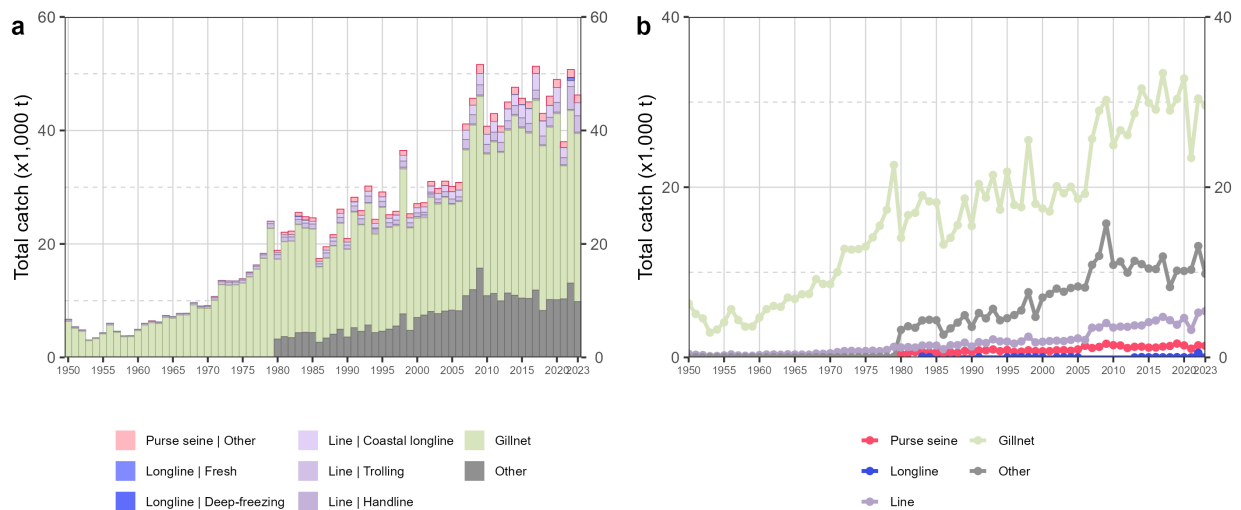 a
Total catch (x1,000 t)
60
40
20
0
60
40
20
0
1950 1955 1960 1965 1970 1975 1980 1985 1990 1995 2000 2005 2010 2015 2020 2023
Purse seine | Other
Longline | Fresh
Longline | Deep-freezing
Line | Coastal longline
Line | Trolling
Line | Handline
Gillnet
Other
b
Total catch (x1,000 t)
40
20
0
40
20
0
1950 1955 1960 1965 1970 1975 1980 1985 1990 1995 2000 2005 2010 2015 2020 2023
Purse seine
Longline
Line
Gillnet
Other